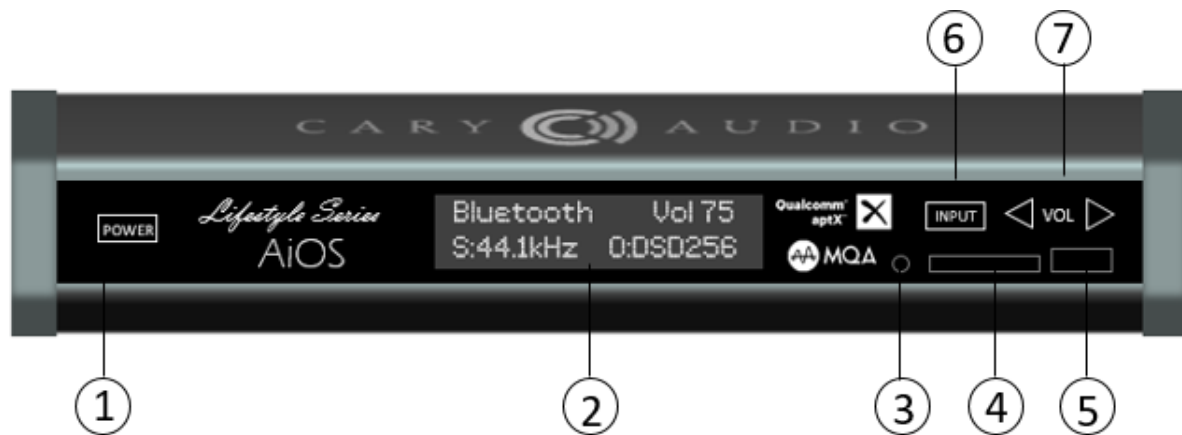 6 7
CARY AUDIO
POWER
Lifestyle Series
AiOS
Bluetooth Vol 75
S:44.1kHz O:DSD256
Qualcomm®
aptX™
MQA
INPUT
VOL
1 2 3 4 5